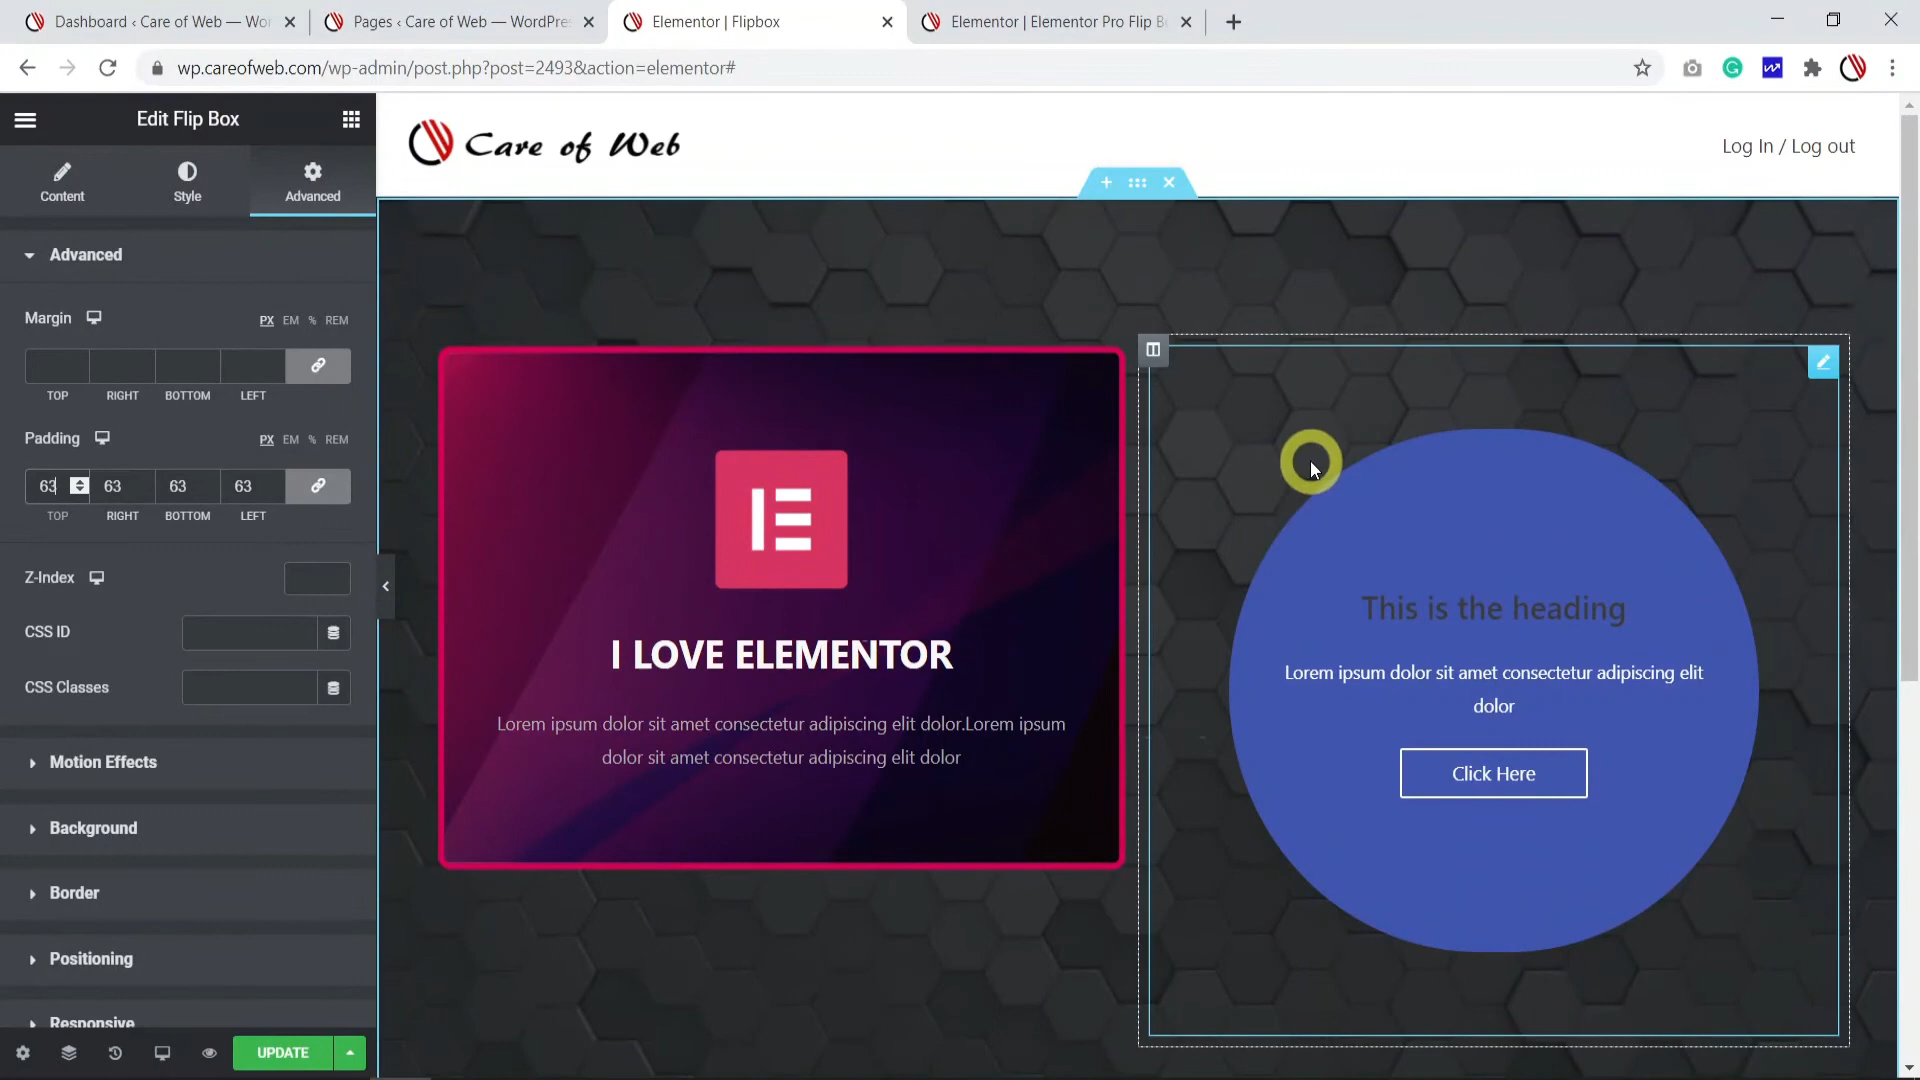 Dashboard ‹ Care of Web — Wor
Pages ‹ Care of Web — WordPres
Elementor | Flipbox
Elementor | Elementor Pro Flip Bo
wp.careofweb.com/wp-admin/post.php?post=2493&action=elementor#
Edit Flip Box
Content
Style
Advanced
Advanced
Margin
PX EM % REM
TOP RIGHT BOTTOM LEFT
Padding
PX EM % REM
63 63 63 63
TOP RIGHT BOTTOM LEFT
Z-Index
CSS ID
CSS Classes
Motion Effects
Background
Border
Positioning
Responsive
UPDATE
Care of Web
Log In / Log out
I LOVE ELEMENTOR
Lorem ipsum dolor sit amet consectetur adipiscing elit dolor.Lorem ipsum
dolor sit amet consectetur adipiscing elit dolor
This is the heading
Lorem ipsum dolor sit amet consectetur adipiscing elit
dolor
Click Here